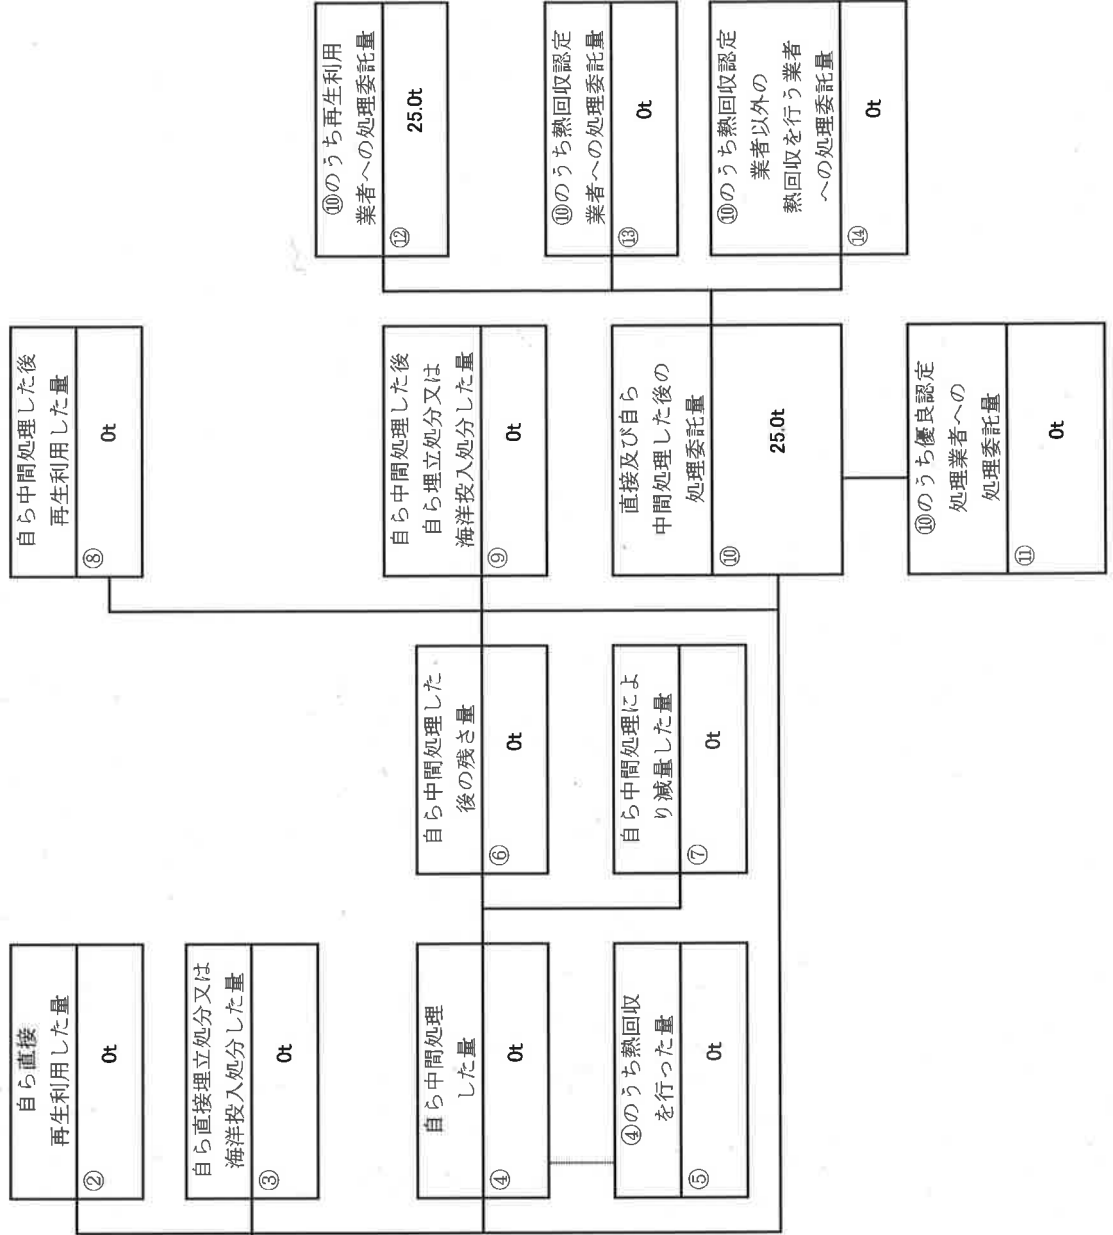 自ら直接
再生利用した量
②
0t
自ら直接埋立処分又は
海洋投入処分した量
③
0t
自ら中間処理
した量
④
0t
④のうち熱回収
を行った量
⑤
0t
自ら中間処理した
後の残さ量
⑥
0t
自ら中間処理によ
り減量した量
⑦
0t
自ら中間処理した後
再生利用した量
⑧
0t
自ら中間処理した後
自ら埋立処分又は
海洋投入処分した量
⑨
0t
直接及び自ら
中間処理した後の
処理委託量
⑩
25.0t
⑩のうち優良認定
処理業者への
処理委託量
⑪
0t
⑩のうち再生利用
業者への処理委託量
⑫
25.0t
⑩のうち熱回収認定
業者への処理委託量
⑬
0t
⑩のうち熱回収認定
業者以外の
熱回収を行う業者
への処理委託量
⑭
0t